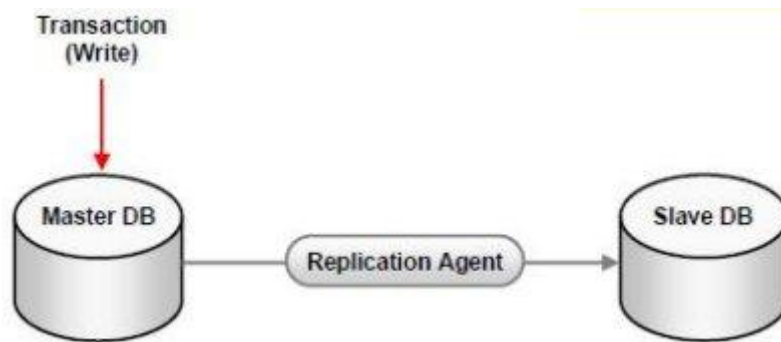 Transaction
(Write)
Master DB
Replication Agent
Slave DB